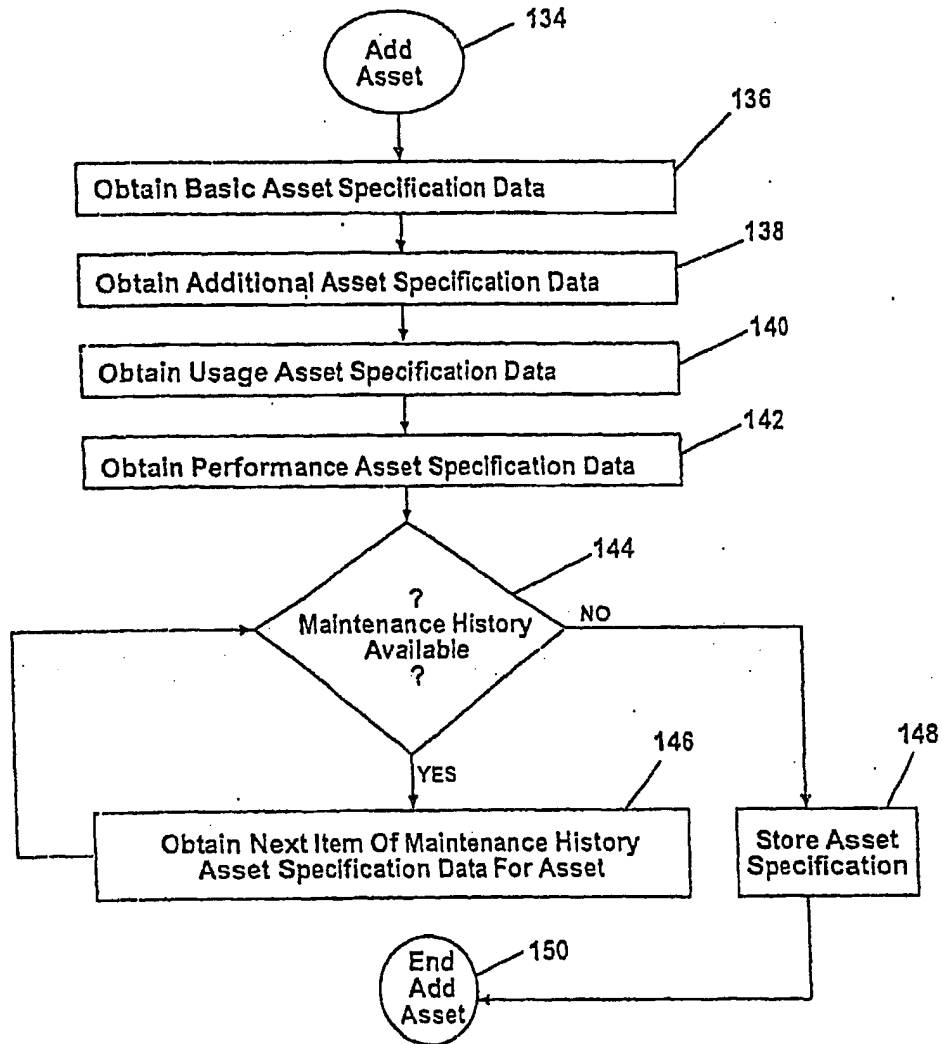 Add
Asset
134
136
Obtain Basic Asset Specification Data
138
Obtain Additional Asset Specification Data
140
Obtain Usage Asset Specification Data
142
Obtain Performance Asset Specification Data
144
?
Maintenance History
Available
?
NO
YES
146
148
Obtain Next Item Of Maintenance History
Asset Specification Data For Asset
Store Asset
Specification
End
Add
Asset
150